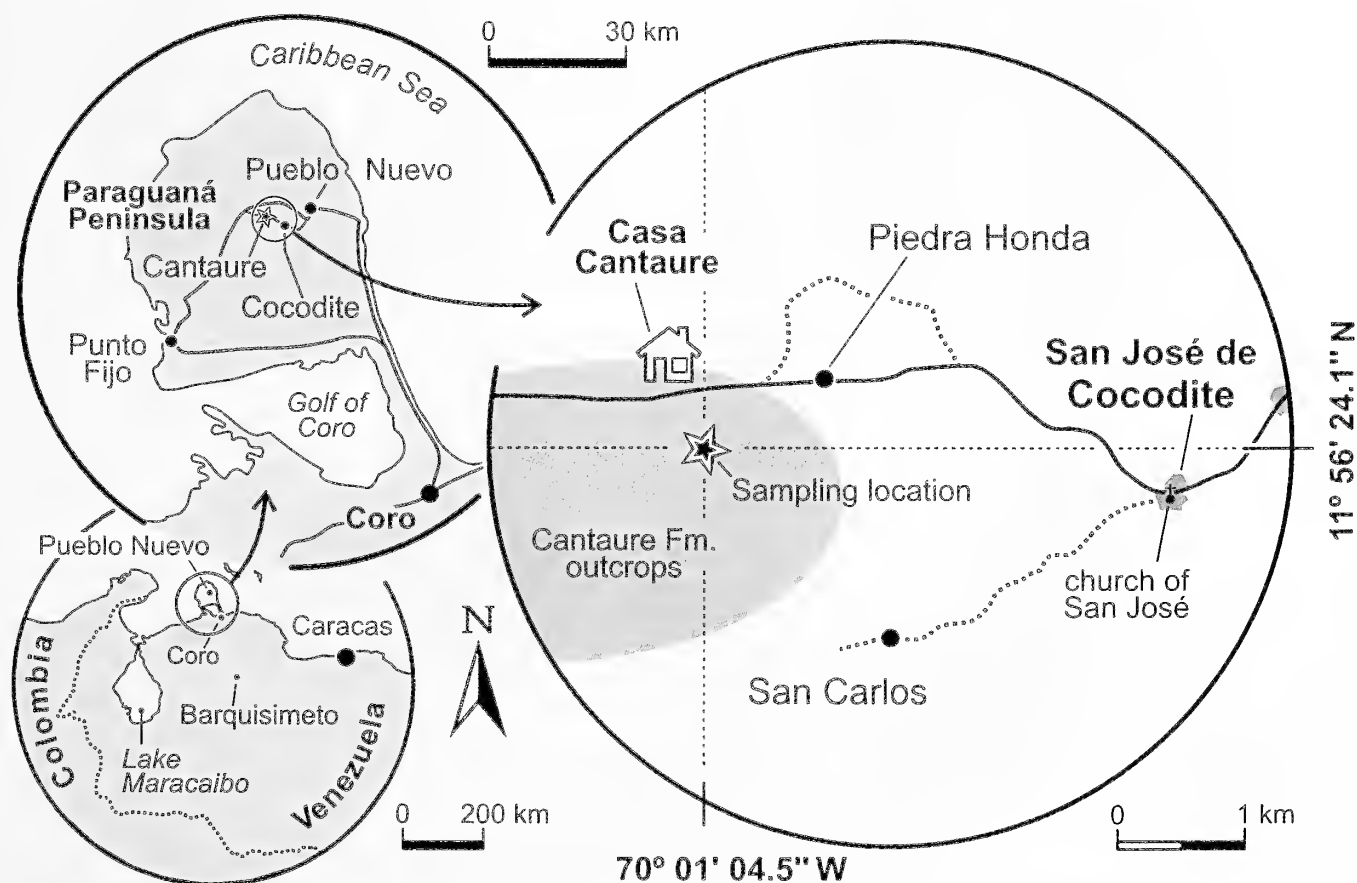 0 30 km
Caribbean Sea
Pueblo Nuevo
Paraguaná
Peninsula
Cantaure
Cocodite
Punto
Fijo
Golf of
Coro
Coro
Casa
Cantaure
Piedra Honda
San José de
Cocodite
Sampling location
Cantaure Fm.
outcrops
church of
San José
San Carlos
11° 56' 24.1" N
70° 01' 04.5" W
0 1 km
N
Pueblo Nuevo
Coro
Caracas
Barquisimeto
Lake
Maracaibo
Colombia
Venezuela
0 200 km